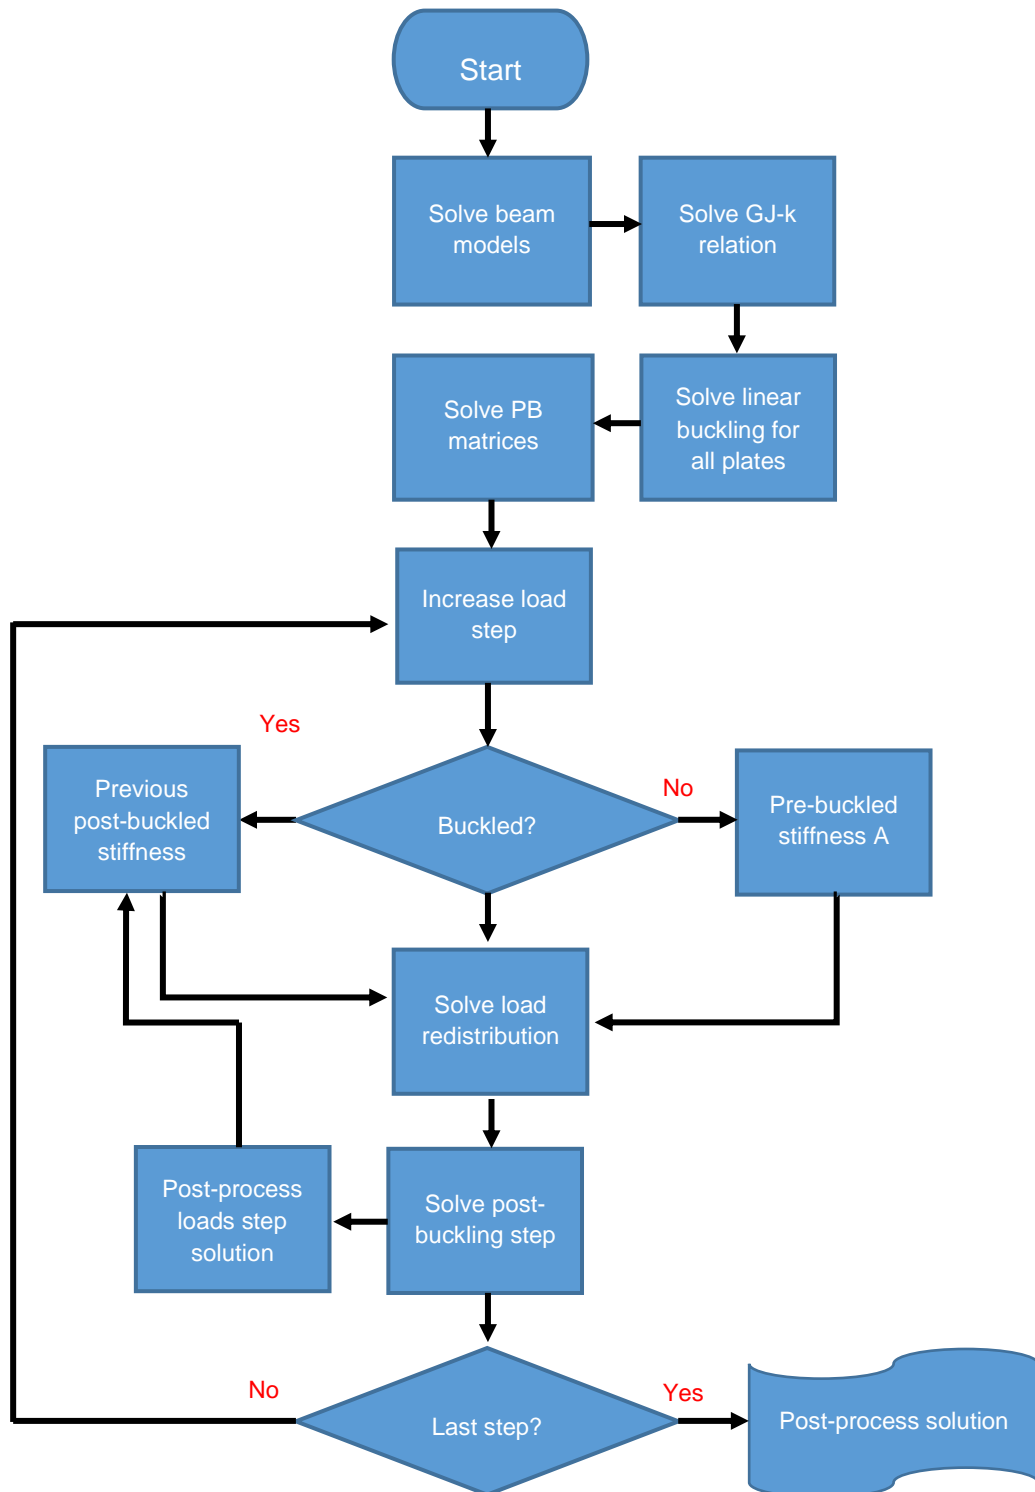 Start
Solve beam
models
Solve GJ-k
relation
Solve PB
matrices
Solve linear
buckling for
all plates
Increase load
step
Yes
No
Previous
post-buckled
stiffness
Buckled?
Pre-buckled
stiffness A
Solve load
redistribution
Post-process
loads step
solution
Solve post-
buckling step
No
Yes
Last step?
Post-process solution